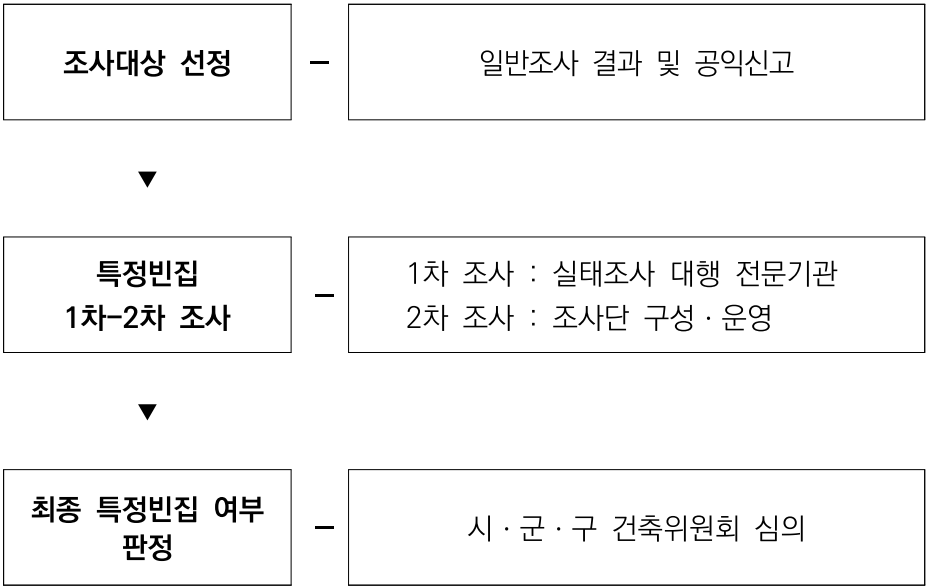 조사대상 선정
–
일반조사 결과 및 공익신고
▼
특정빈집
1차-2차 조사
–
1차 조사 : 실태조사 대행 전문기관
2차 조사 : 조사단 구성·운영
▼
최종 특정빈집 여부
판정
–
시·군·구 건축위원회 심의